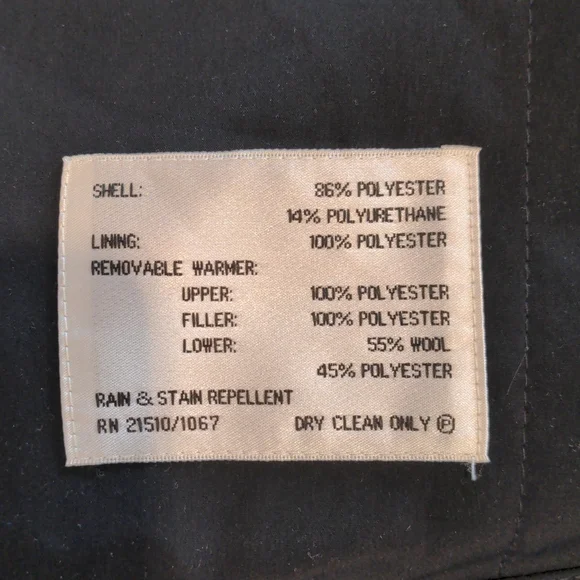 SHELL: 86% POLYESTER
14% POLYURETHANE
LINING: 100% POLYESTER
REMOVABLE WARMER:
UPPER: 100% POLYESTER
FILLER: 100% POLYESTER
LOWER: 55% WOOL
45% POLYESTER
RAIN & STAIN REPELLENT
RN 21510/1067 DRY CLEAN ONLY Ⓟ